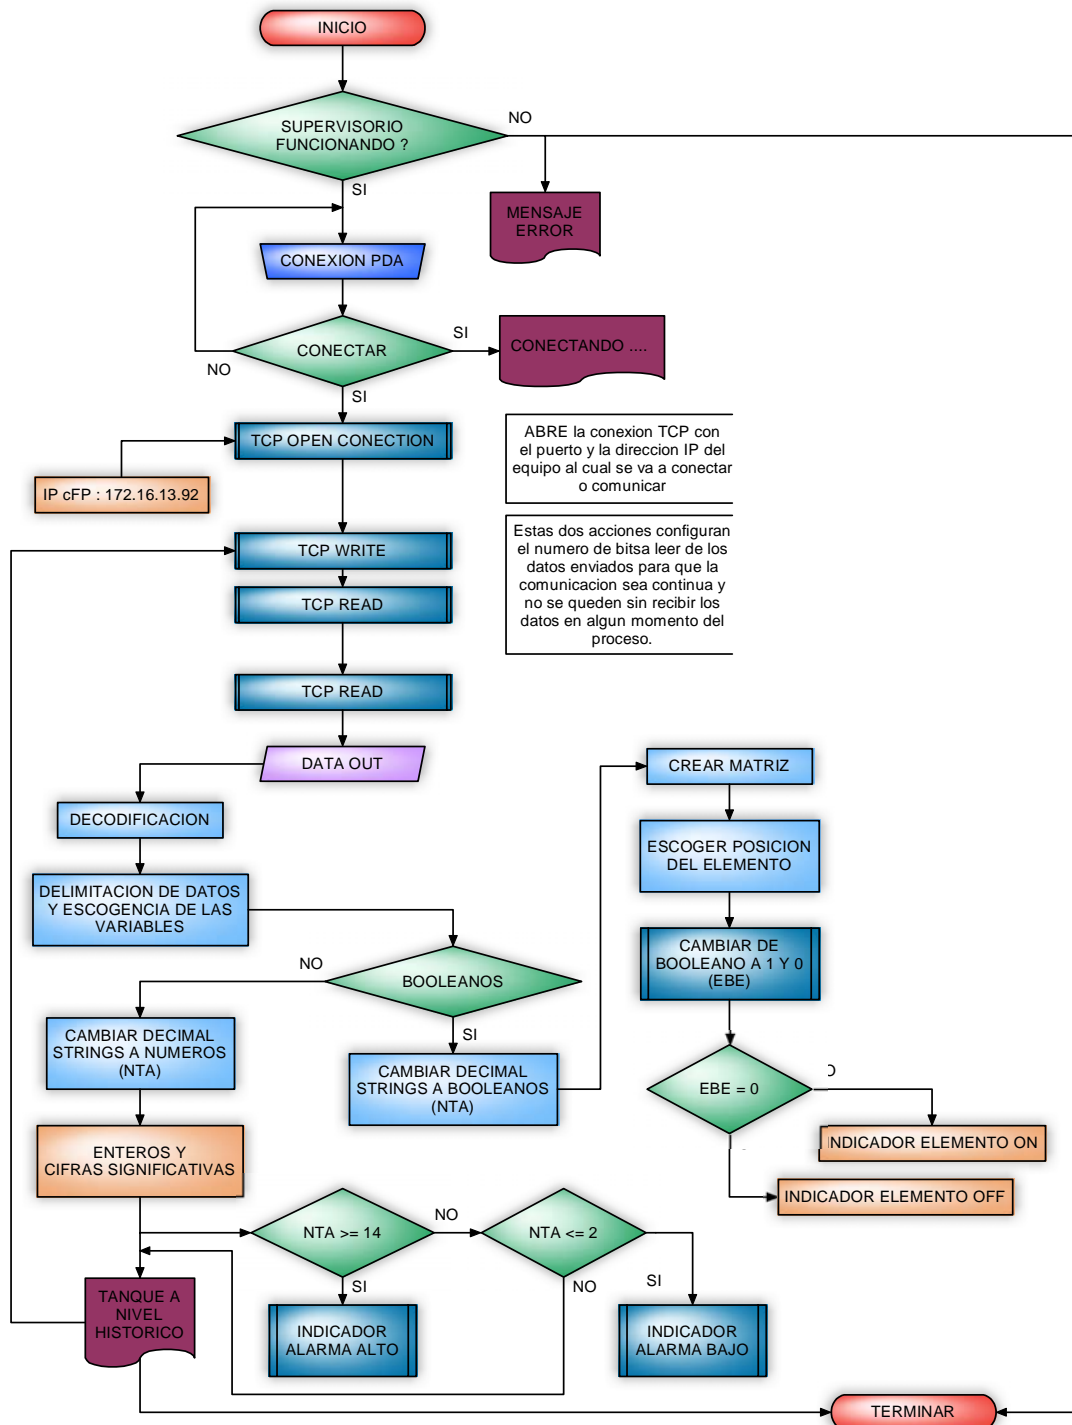 INICIO
SUPERVISORIO
FUNCIONANDO ?
NO
SI
MENSAJE
ERROR
CONEXION PDA
CONECTAR
SI
NO
CONECTANDO ....
SI
TCP OPEN CONECTION
IP cFP : 172.16.13.92
ABRE la conexion TCP con
el puerto y la direccion IP del
equipo al cual se va a conectar
o comunicar
TCP WRITE
TCP READ
Estas dos acciones configuran
el numero de bitsa leer de los
datos enviados para que la
comunicacion sea continua y
no se queden sin recibir los
datos en algun momento del
proceso.
TCP READ
DATA OUT
DECODIFICACION
DELIMITACION DE DATOS
Y ESCOGENCIA DE LAS
VARIABLES
BOOLEANOS
NO
SI
CAMBIAR DECIMAL
STRINGS A NUMEROS
(NTA)
CAMBIAR DECIMAL
STRINGS A BOOLEANOS
(NTA)
CREAR MATRIZ
ESCOGER POSICION
DEL ELEMENTO
CAMBIAR DE
BOOLEANO A 1 Y 0
(EBE)
EBE = 0
INDICADOR ELEMENTO ON
INDICADOR ELEMENTO OFF
ENTEROS Y
CIFRAS SIGNIFICATIVAS
NTA >= 14
NO
SI
NTA <= 2
NO
SI
TANQUE A
NIVEL
HISTORICO
INDICADOR
ALARMA ALTO
INDICADOR
ALARMA BAJO
TERMINAR